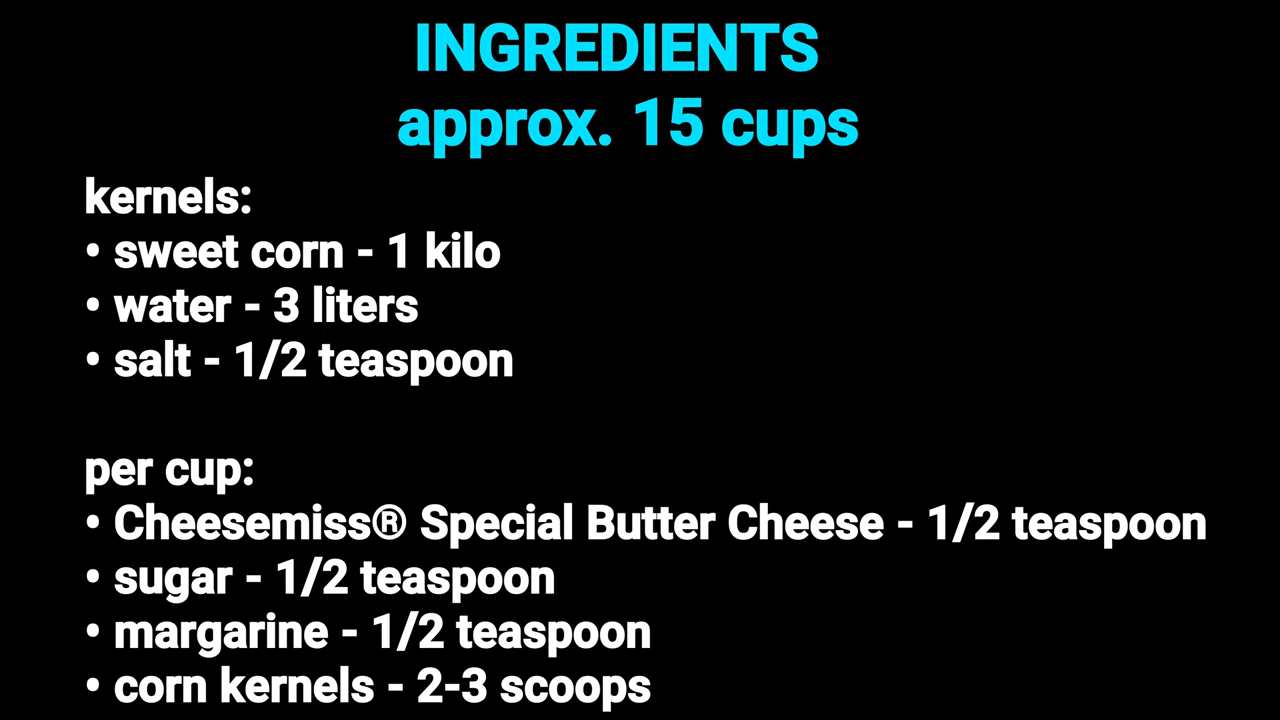 INGREDIENTS
approx. 15 cups
kernels:
• sweet corn - 1 kilo
• water - 3 liters
• salt - 1/2 teaspoon
per cup:
• Cheesemiss® Special Butter Cheese - 1/2 teaspoon
• sugar - 1/2 teaspoon
• margarine - 1/2 teaspoon
• corn kernels - 2-3 scoops